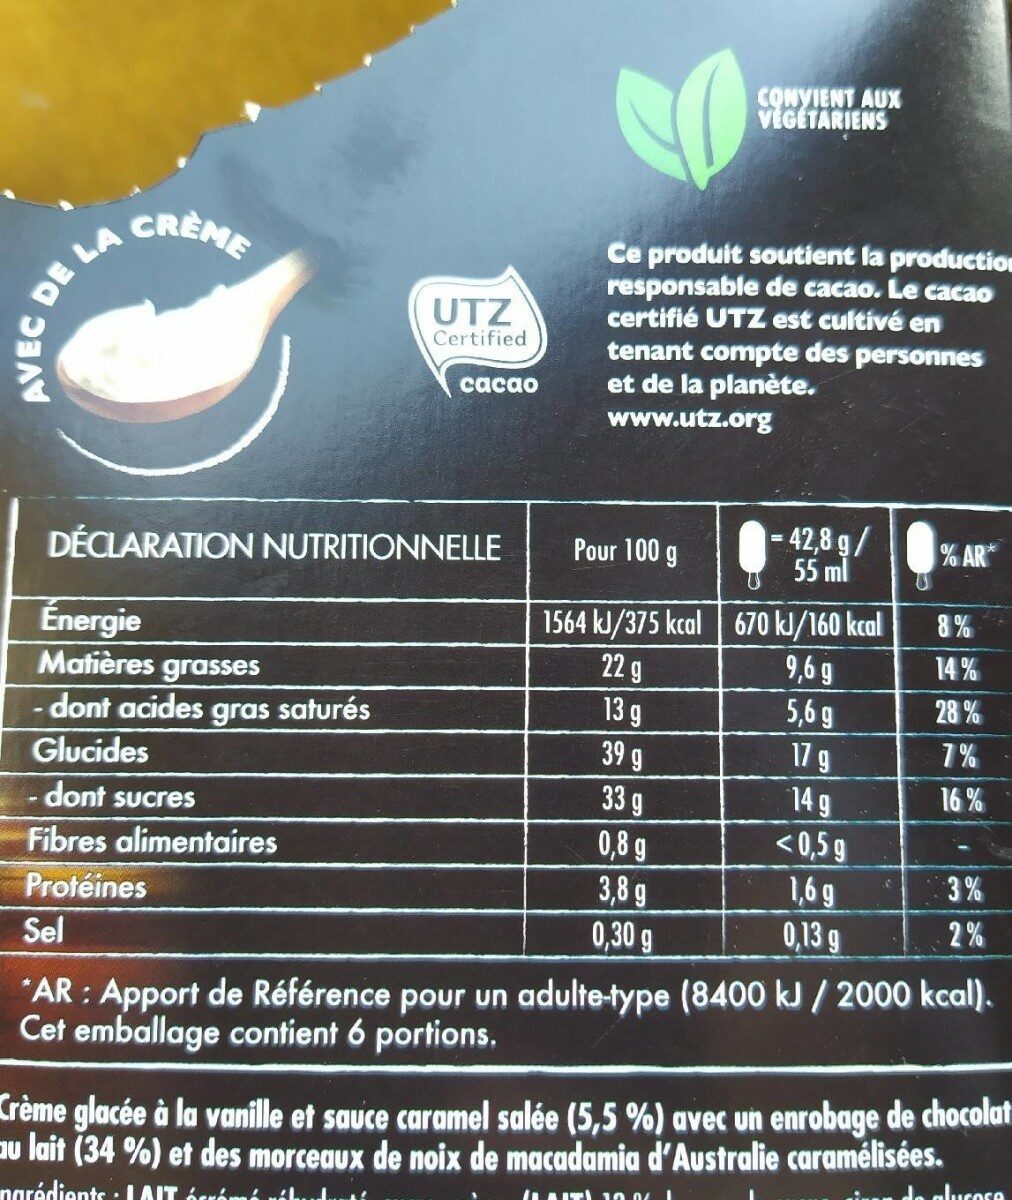 CONVIENT AUX
VÉGÉTARIENS
AVEC DE LA CRÈME
UTZ
Certified
cacao
Ce produit soutient la production
responsable de cacao. Le cacao
certifié UTZ est cultivé en
tenant compte des personnes
et de la planète.
www.utz.org
DÉCLARATION NUTRITIONNELLE Pour 100 g = 42,8 g / 55 ml % AR*
Énergie 1564 kJ/375 kcal 670 kJ/160 kcal 8 %
Matières grasses 22 g 9,6 g 14 %
- dont acides gras saturés 13 g 5,6 g 28 %
Glucides 39 g 17 g 7 %
- dont sucres 33 g 14 g 16 %
Fibres alimentaires 0,8 g <0,5 g -
Protéines 3,8 g 1,6 g 3 %
Sel 0,30 g 0,13 g 2 %
*AR : Apport de Référence pour un adulte-type (8400 kJ / 2000 kcal).
Cet emballage contient 6 portions.
Crème glacée à la vanille et sauce caramel salée (5,5 %) avec un enrobage de chocolat
au lait (34 %) et des morceaux de noix de macadamia d'Australie caramélisées.
Ingrédients : LAIT écrémé réhydraté (LAIT) de glucose